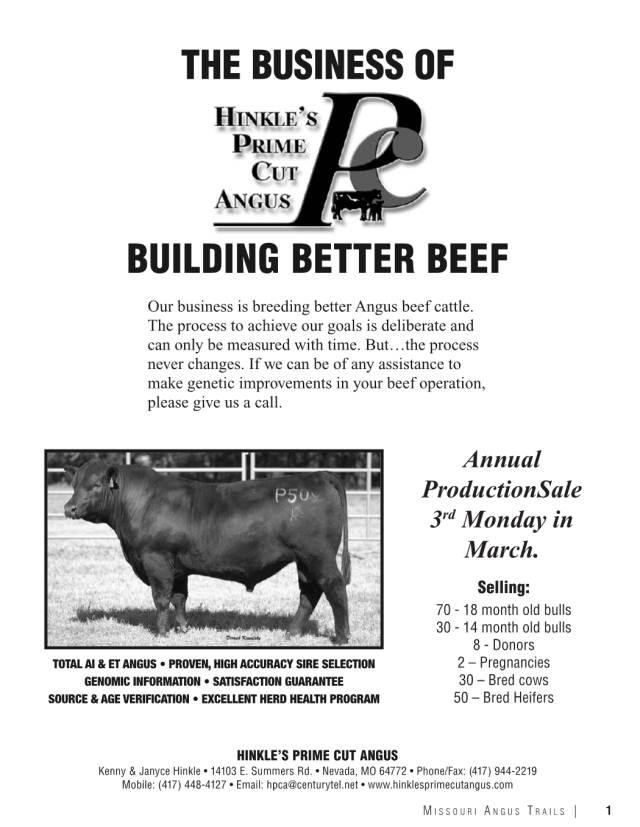 THE BUSINESS OF
HINKLE'S
PRIME
CUT
ANGUS
PC
BUILDING BETTER BEEF
Our business is breeding better Angus beef cattle.
The process to achieve our goals is deliberate and
can only be measured with time. But…the process
never changes. If we can be of any assistance to
make genetic improvements in your beef operation,
please give us a call.
Annual
ProductionSale
3rd Monday in
March.
Selling:
70 - 18 month old bulls
30 - 14 month old bulls
8 - Donors
2 – Pregnancies
30 – Bred cows
50 – Bred Heifers
TOTAL AI & ET ANGUS • PROVEN, HIGH ACCURACY SIRE SELECTION
GENOMIC INFORMATION • SATISFACTION GUARANTEE
SOURCE & AGE VERIFICATION • EXCELLENT HERD HEALTH PROGRAM
HINKLE'S PRIME CUT ANGUS
Kenny & Janyce Hinkle • 14103 E. Summers Rd. • Nevada, MO 64772 • Phone/Fax: (417) 944-2219
Mobile: (417) 448-4127 • Email: hpca@centurytel.net • www.hinklesprimecutangus.com
MISSOURI ANGUS TRAILS | 1